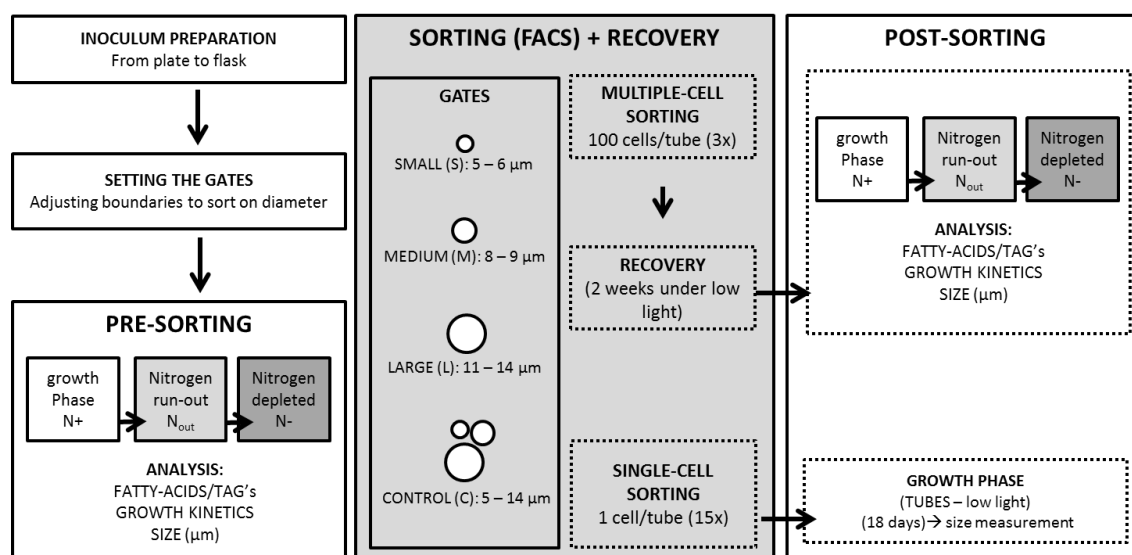 INOCULUM PREPARATION
From plate to flask
SETTING THE GATES
Adjusting boundaries to sort on diameter
PRE-SORTING
growth
Phase
N+
Nitrogen
run-out
Nout
Nitrogen
depleted
N-
ANALYSIS:
FATTY-ACIDS/TAG's
GROWTH KINETICS
SIZE (µm)
SORTING (FACS) + RECOVERY
GATES
SMALL (S): 5 – 6 µm
MEDIUM (M): 8 – 9 µm
LARGE (L): 11 – 14 µm
CONTROL (C): 5 – 14 µm
MULTIPLE-CELL
SORTING
100 cells/tube (3x)
RECOVERY
(2 weeks under low
light)
SINGLE-CELL
SORTING
1 cell/tube (15x)
POST-SORTING
growth
Phase
N+
Nitrogen
run-out
Nout
Nitrogen
depleted
N-
ANALYSIS:
FATTY-ACIDS/TAG's
GROWTH KINETICS
SIZE (µm)
GROWTH PHASE
(TUBES – low light)
(18 days)→ size measurement